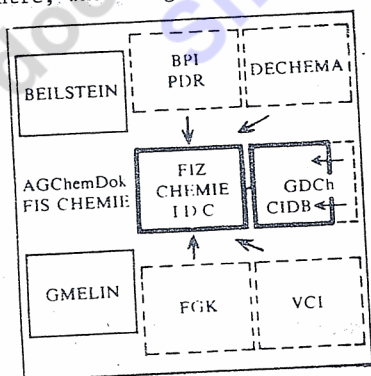 BPI
PDR
DECHEMA
BEILSTEIN
AGChemDok
FIS CHEMIE
FIZ
CHEMIE
IDC
GDCh
CIDB
GMELIN
FGK
VCI